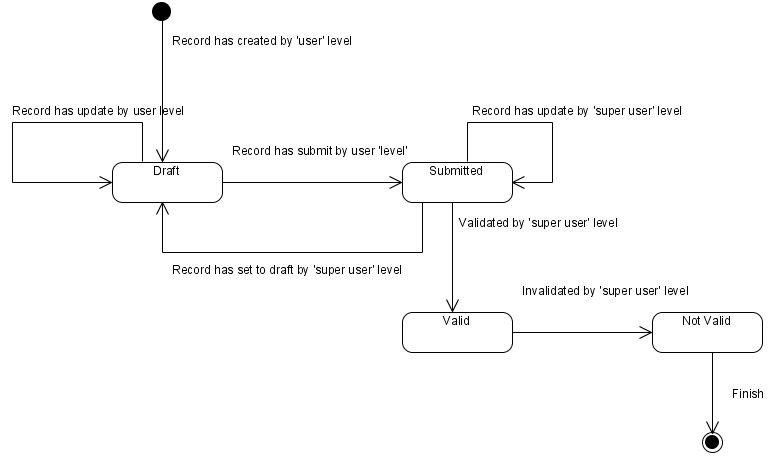 Record has created by 'user' level
Record has update by user level
Record has update by 'super user' level
Record has submit by user 'level'
Draft
Submitted
Validated by 'super user' level
Record has set to draft by 'super user' level
Invalidated by 'super user' level
Valid
Not Valid
Finish